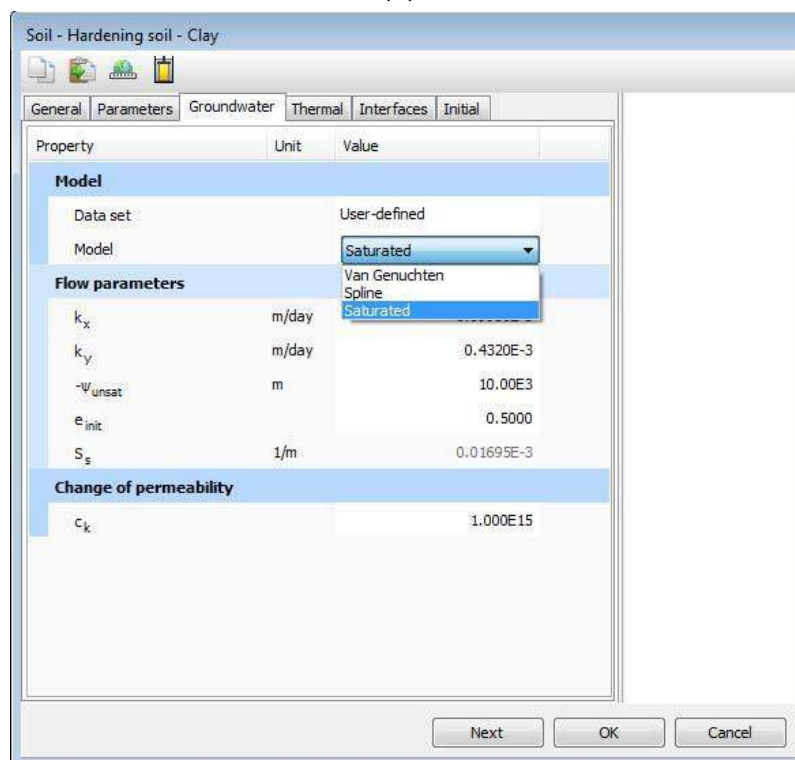 Soil - Hardening soil - Clay
General Parameters Groundwater Thermal Interfaces Initial
Property Unit Value
Model
Data set User-defined
Model Saturated
Van Genuchten
Flow parameters
Spline
Saturated
kx m/day
ky m/day 0.4320E-3
-Ψunsat m 10.00E3
einit 0.5000
Ss 1/m 0.01695E-3
Change of permeability
ck 1.000E15
Next OK Cancel